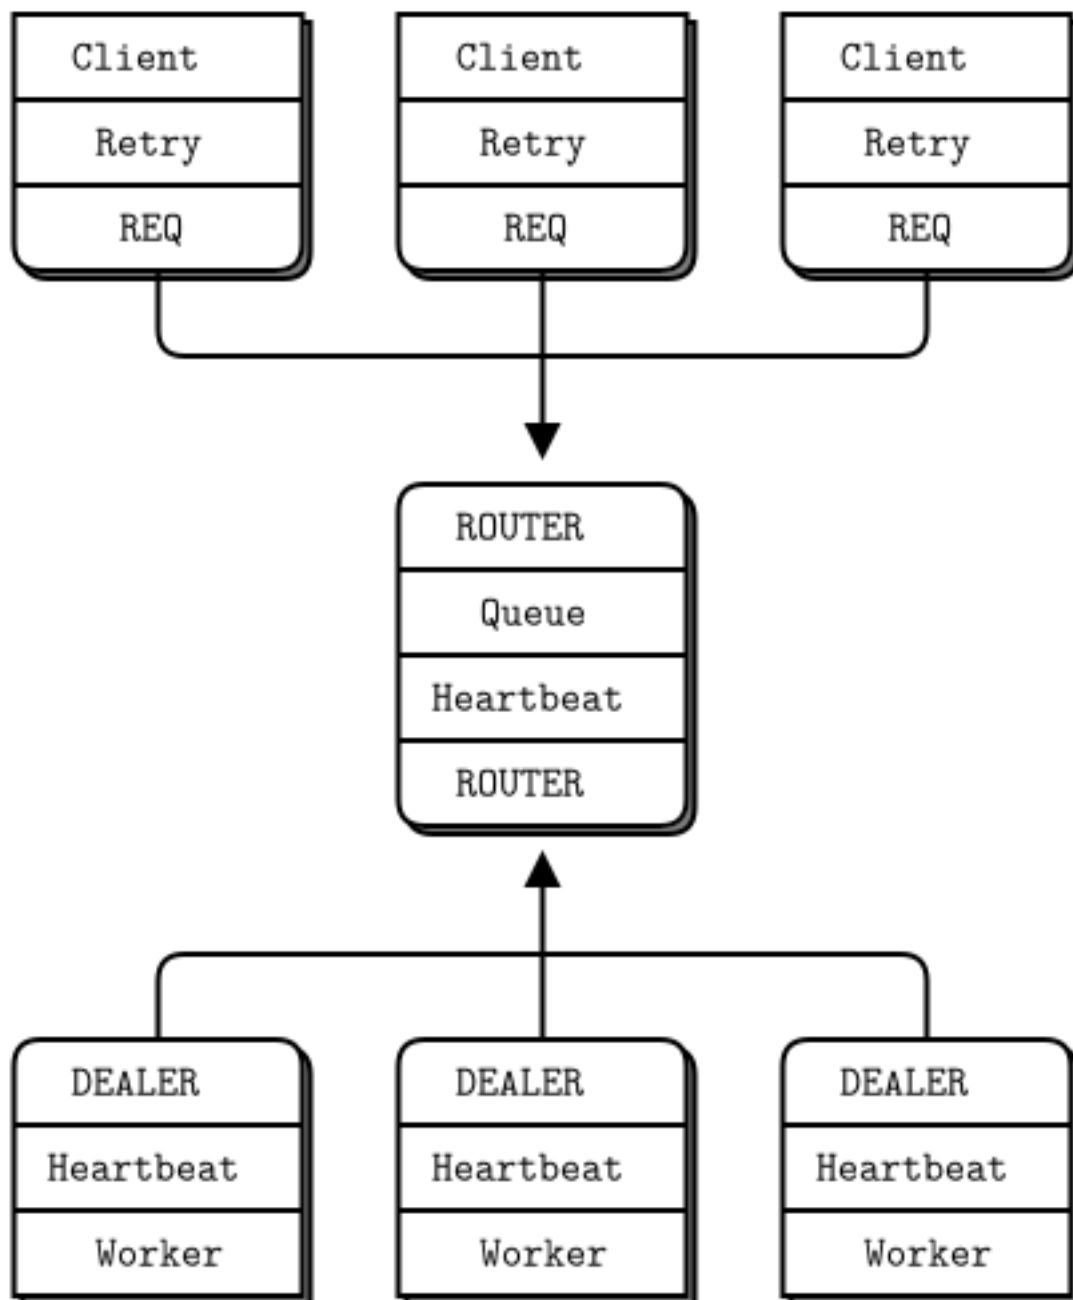 Client Client Client
Retry Retry Retry
REQ REQ REQ
ROUTER
Queue
Heartbeat
ROUTER
DEALER DEALER DEALER
Heartbeat Heartbeat Heartbeat
Worker Worker Worker